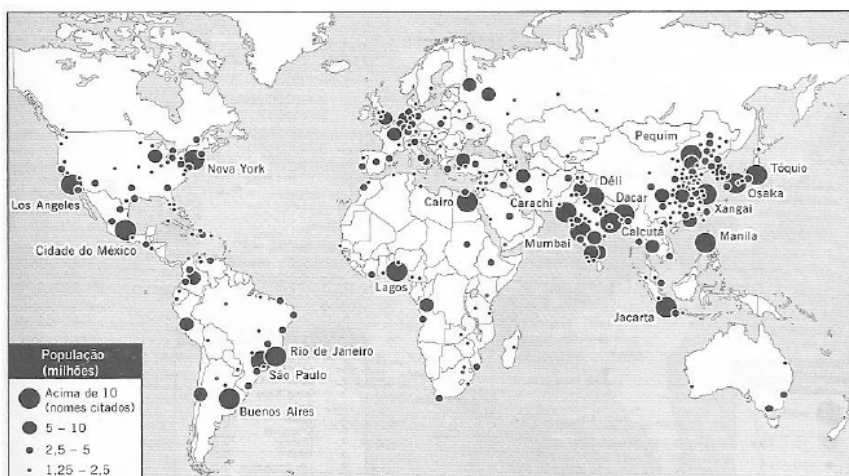 Pequim
Nova York
Tóquio
Déli
Los Angeles
Cairo
Carachi
Dacar
Osaka
Xangai
Calcutá
Cidade do México
Mumbai
Manila
Lagos
Jacarta
Rio de Janeiro
São Paulo
Buenos Aires
População
(milhões)
Acima de 10
(nomes citados)
5 – 10
2,5 – 5
1,25 – 2,5